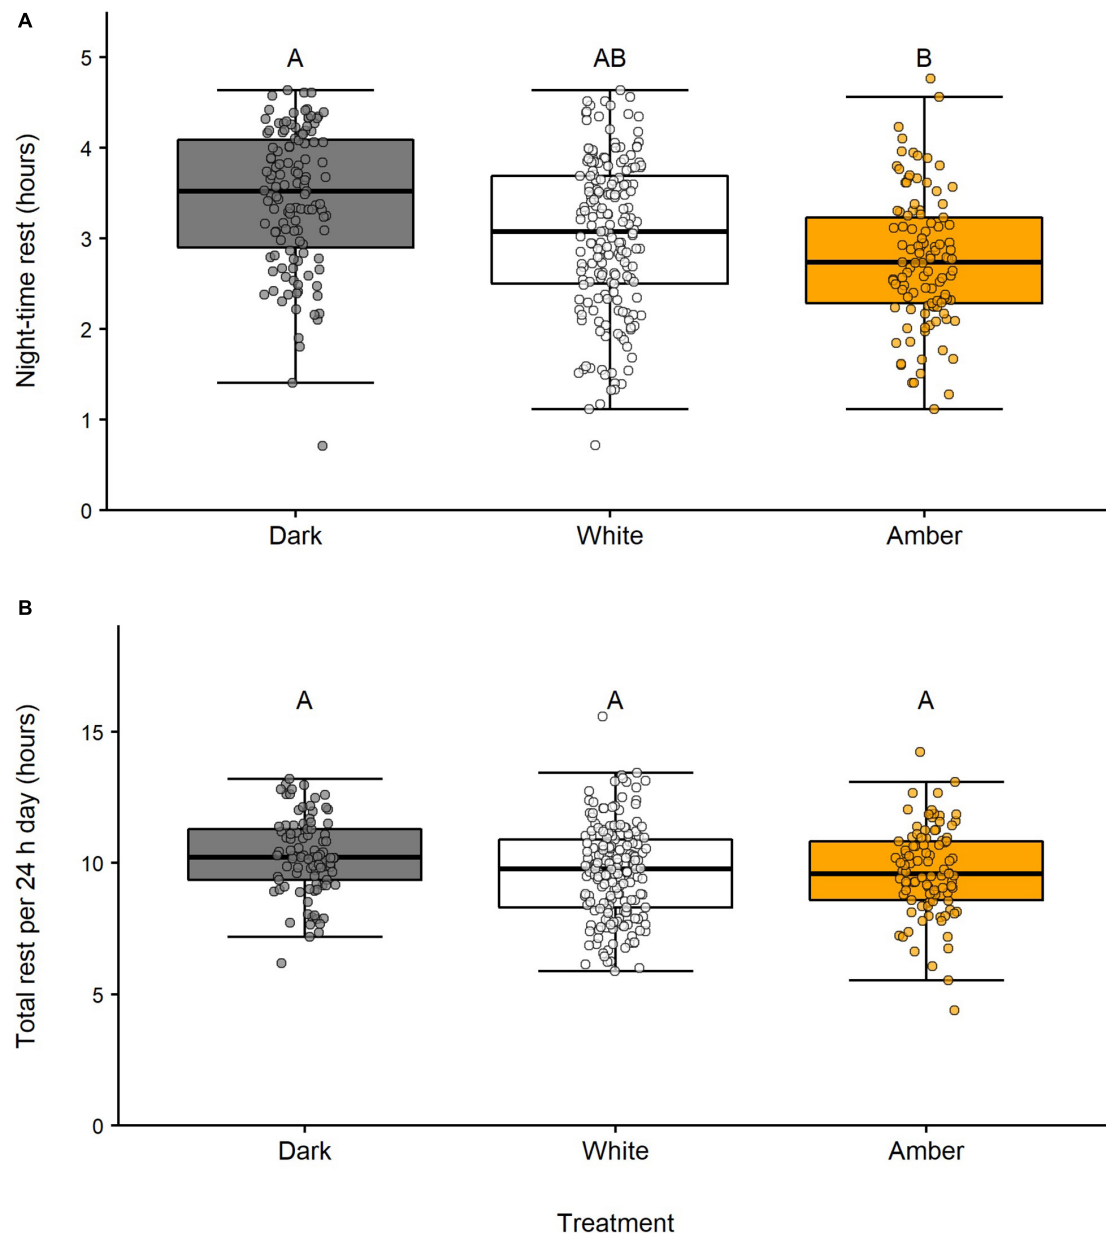 A
Night-time rest (hours)
5
4
3
2
1
0
A
AB
B
Dark
White
Amber
B
Total rest per 24 h day (hours)
15
10
5
0
A
A
A
Dark
White
Amber
Treatment